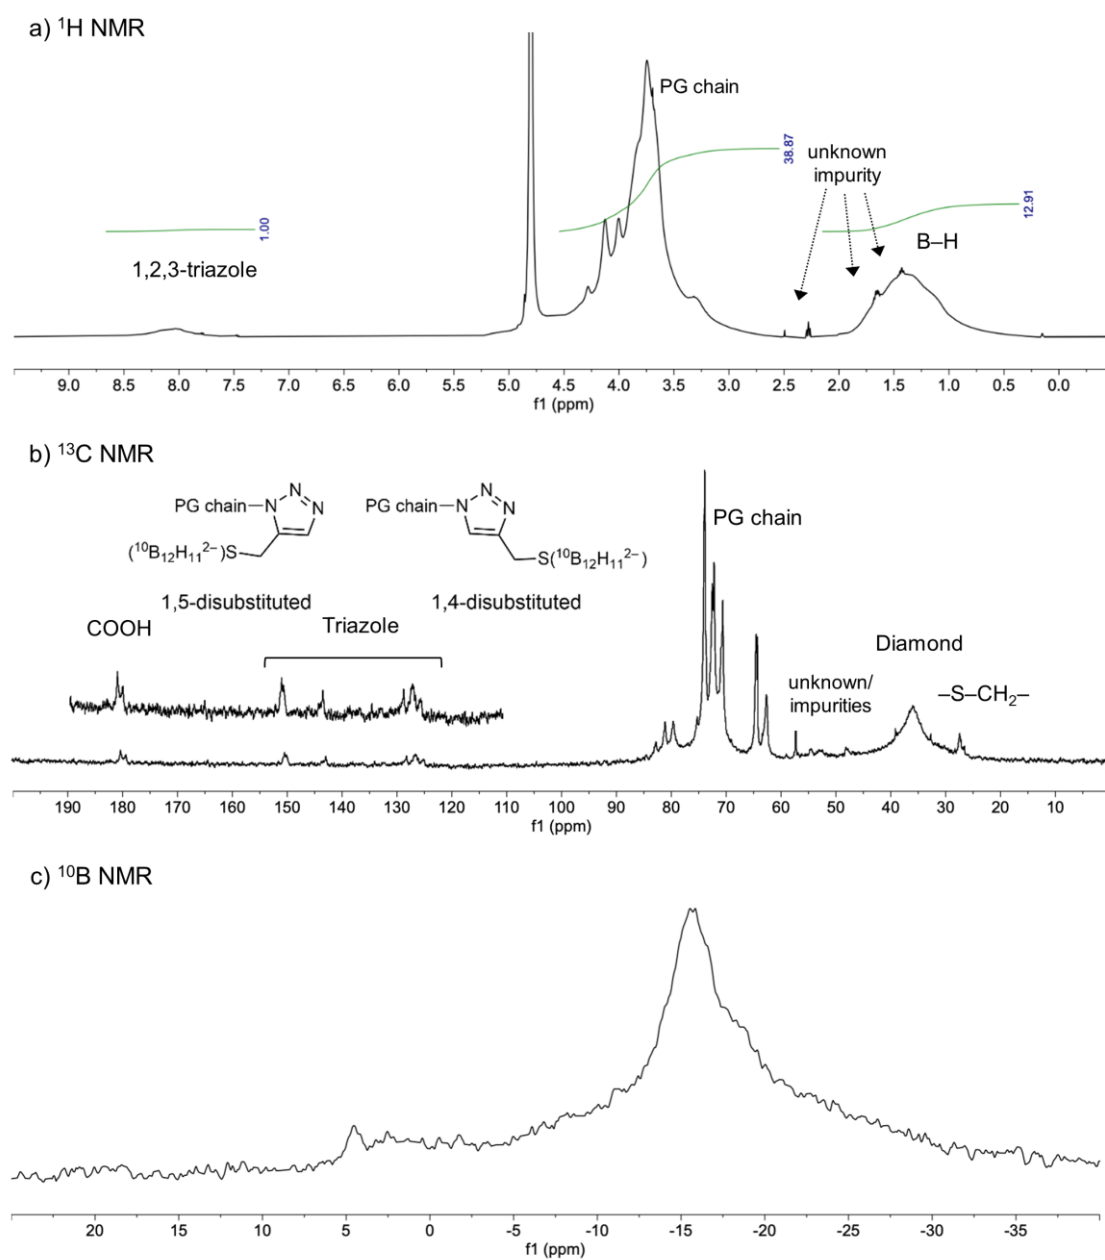 a) ¹H NMR
PG chain
unknown
impurity
38.87
12.91
1.00
B–H
1,2,3-triazole
9.0 8.5 8.0 7.5 7.0 6.5 6.0 5.5 5.0 4.5 4.0 3.5 3.0 2.5 2.0 1.5 1.0 0.5 0.0
f1 (ppm)
b) ¹³C NMR
PG chain–N N N
(¹⁰B₁₂H₁₁²⁻)S
1,5-disubstituted
PG chain–N N N
S(¹⁰B₁₂H₁₁²⁻)
1,4-disubstituted
PG chain
COOH
Triazole
Diamond
unknown/
impurities
–S–CH₂–
190 180 170 160 150 140 130 120 110 100 90 80 70 60 50 40 30 20 10
f1 (ppm)
c) ¹⁰B NMR
20 15 10 5 0 -5 -10 -15 -20 -25 -30 -35
f1 (ppm)